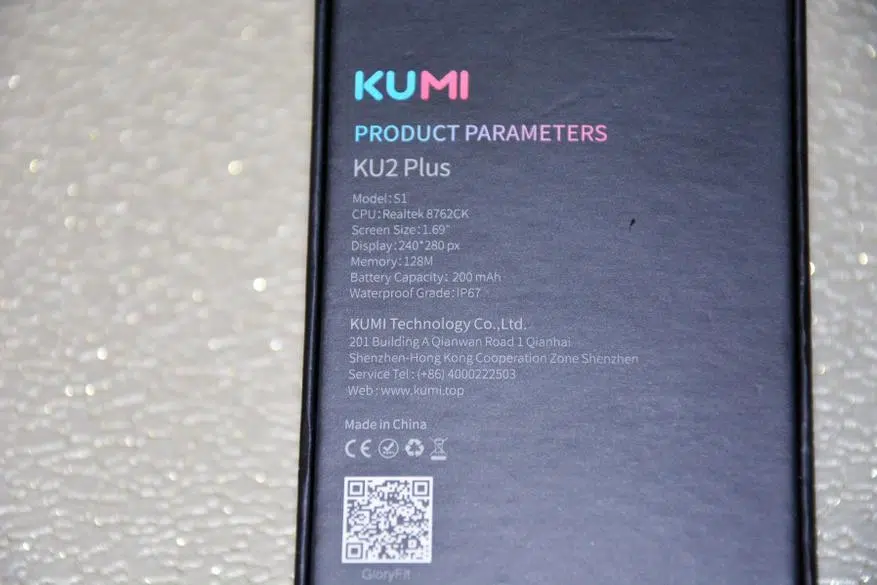 KUMI
PRODUCT PARAMETERS
KU2 Plus
Model:S1
CPU:Realtek 8762CK
Screen Size:1.69"
Display:240*280 px
Memory:128M
Battery Capacity: 200 mAh
Waterproof Grade:IP67
KUMI Technology Co.,Ltd.
201 Building A Qianwan Road 1 Qianhai
Shenzhen-Hong Kong Cooperation Zone Shenzhen
Service Tel:(+86) 4000222503
Web:www.kumi.top
Made in China
CE
GloryFit